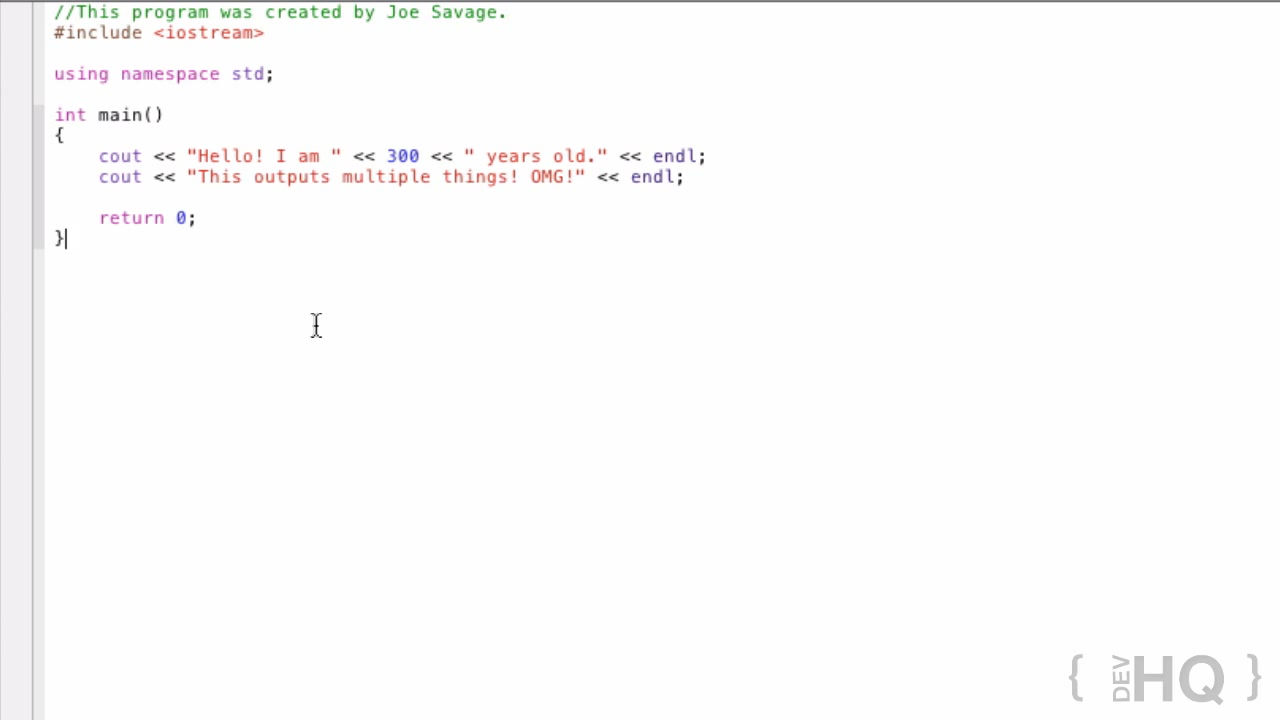 //This program was created by Joe Savage.
#include <iostream>
using namespace std;
int main()
{
    cout << "Hello! I am " << 300 << " years old." << endl;
    cout << "This outputs multiple things! OMG!" << endl;
    return 0;
}
{ DEV HQ }